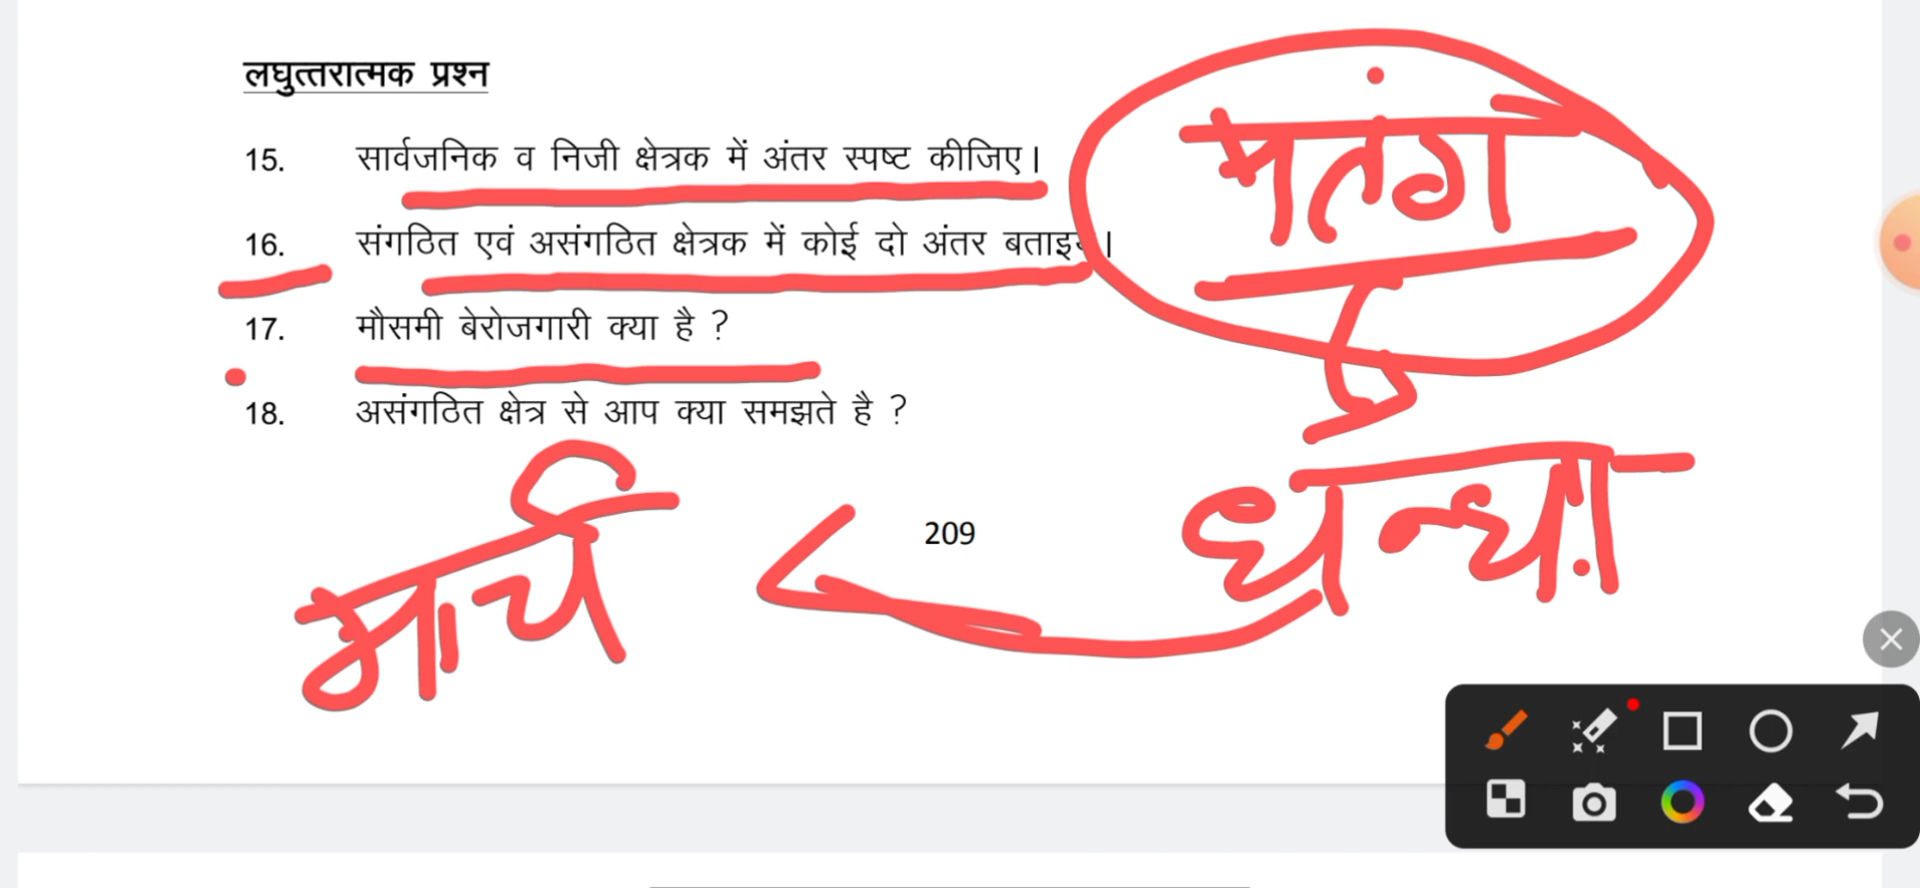 लघुत्तरात्मक प्रश्न
15. सार्वजनिक व निजी क्षेत्रक में अंतर स्पष्ट कीजिए।
16. संगठित एवं असंगठित क्षेत्रक में कोई दो अंतर बताइये।
17. मौसमी बेरोजगारी क्या है ?
18. असंगठित क्षेत्र से आप क्या समझते है ?
पतंग
धन्धा
मार्च
209